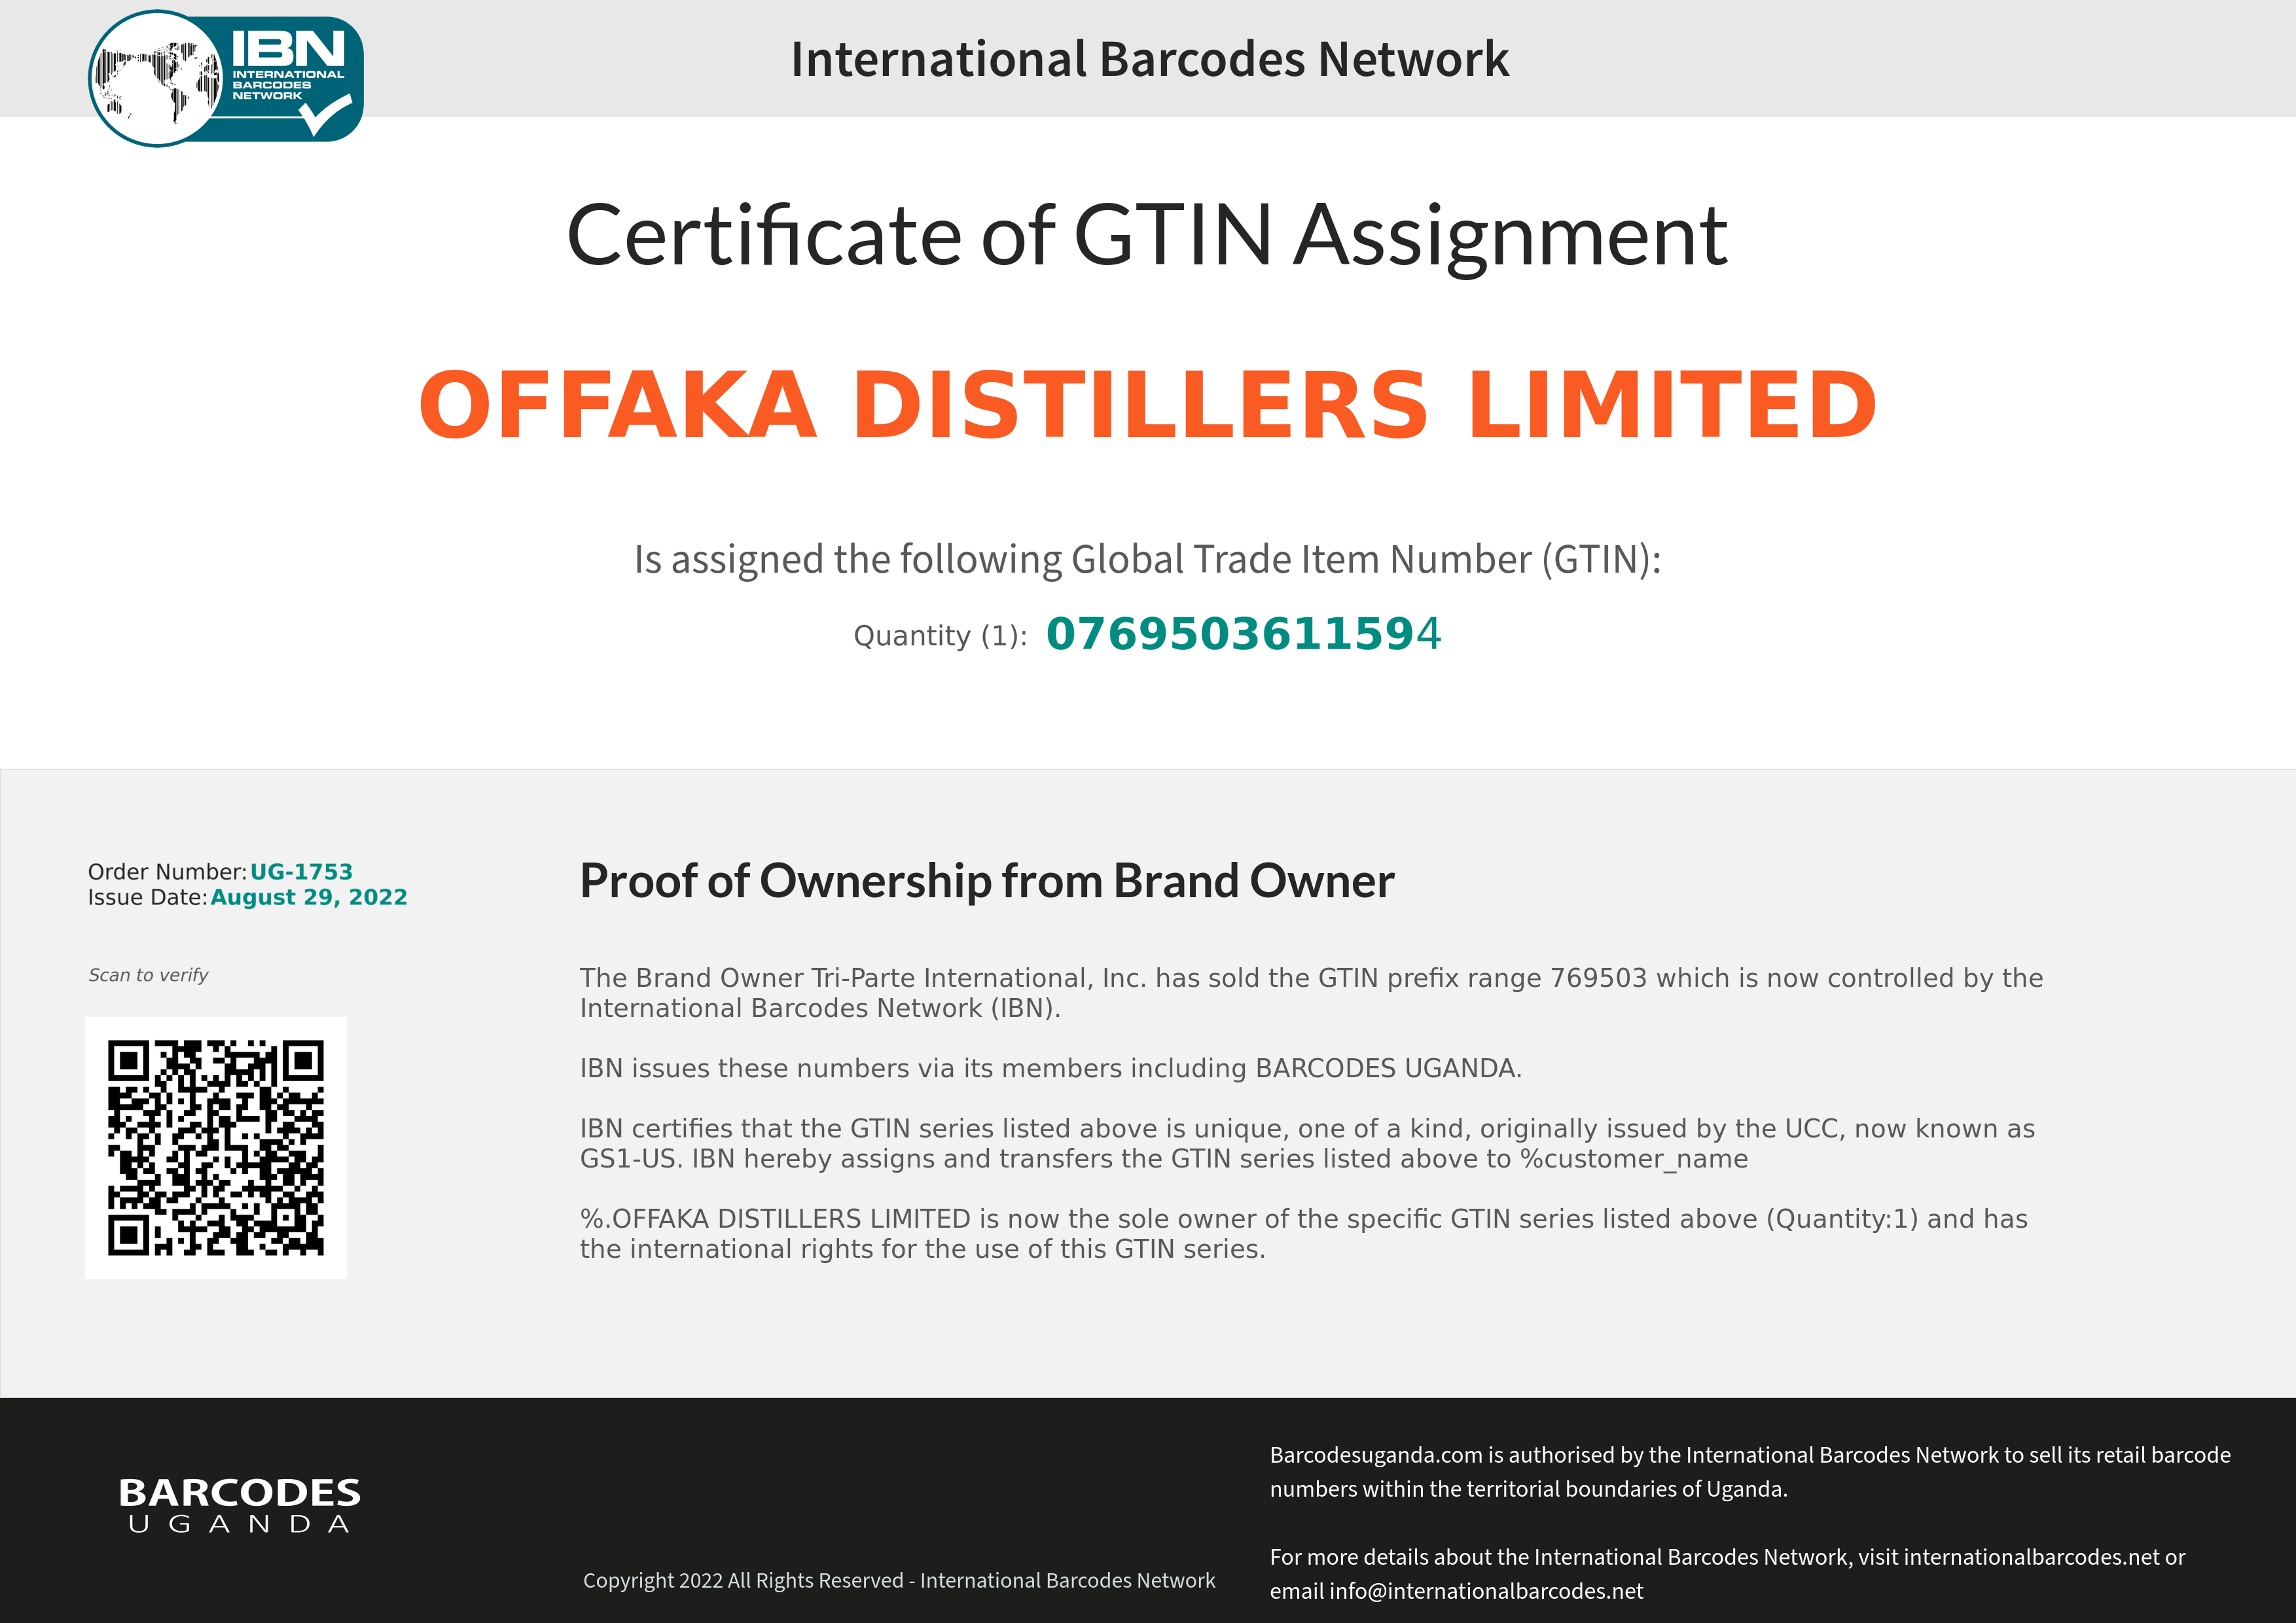 IBN
INTERNATIONAL
BARCODES
NETWORK
International Barcodes Network
Certificate of GTIN Assignment
OFFAKA DISTILLERS LIMITED
Is assigned the following Global Trade Item Number (GTIN):
Quantity (1): 0769503611594
Order Number: UG-1753
Issue Date: August 29, 2022
Scan to verify
Proof of Ownership from Brand Owner
The Brand Owner Tri-Parte International, Inc. has sold the GTIN prefix range 769503 which is now controlled by the
International Barcodes Network (IBN).
IBN issues these numbers via its members including BARCODES UGANDA.
IBN certifies that the GTIN series listed above is unique, one of a kind, originally issued by the UCC, now known as
GS1-US. IBN hereby assigns and transfers the GTIN series listed above to %customer_name
%.OFFAKA DISTILLERS LIMITED is now the sole owner of the specific GTIN series listed above (Quantity:1) and has
the international rights for the use of this GTIN series.
BARCODES
UGANDA
Copyright 2022 All Rights Reserved - International Barcodes Network
Barcodesuganda.com is authorised by the International Barcodes Network to sell its retail barcode
numbers within the territorial boundaries of Uganda.
For more details about the International Barcodes Network, visit internationalbarcodes.net or
email info@internationalbarcodes.net